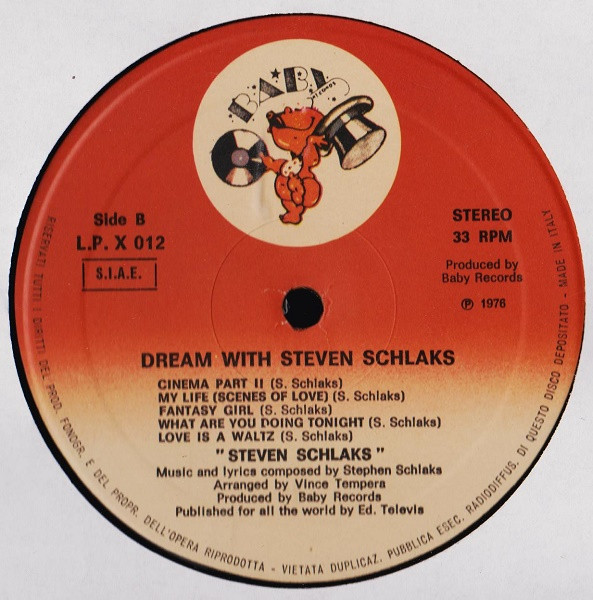 BABY
RECORDS
Side B
L.P. X 012
S.I.A.E.
STEREO
33 RPM
Produced by
Baby Records
℗ 1976
DREAM WITH STEVEN SCHLAKS
CINEMA PART II (S. Schlaks)
MY LIFE (SCENES OF LOVE) (S. Schlaks)
FANTASY GIRL (S. Schlaks)
WHAT ARE YOU DOING TONIGHT (S. Schlaks)
LOVE IS A WALTZ (S. Schlaks)
" STEVEN SCHLAKS "
Music and lyrics composed by Stephen Schlaks
Arranged by Vince Tempera
Produced by Baby Records
Published for all the world by Ed. Televis
RISERVATI TUTTI I DIRITTI DEL PROD. FONOGR. E DEL PROPR. DELL'OPERA RIPRODOTTA - VIETATA DUPLICAZ. PUBBLICA ESEC. RADIODIFFUS. DI QUESTO DISCO DEPOSITATO - MADE IN ITALY